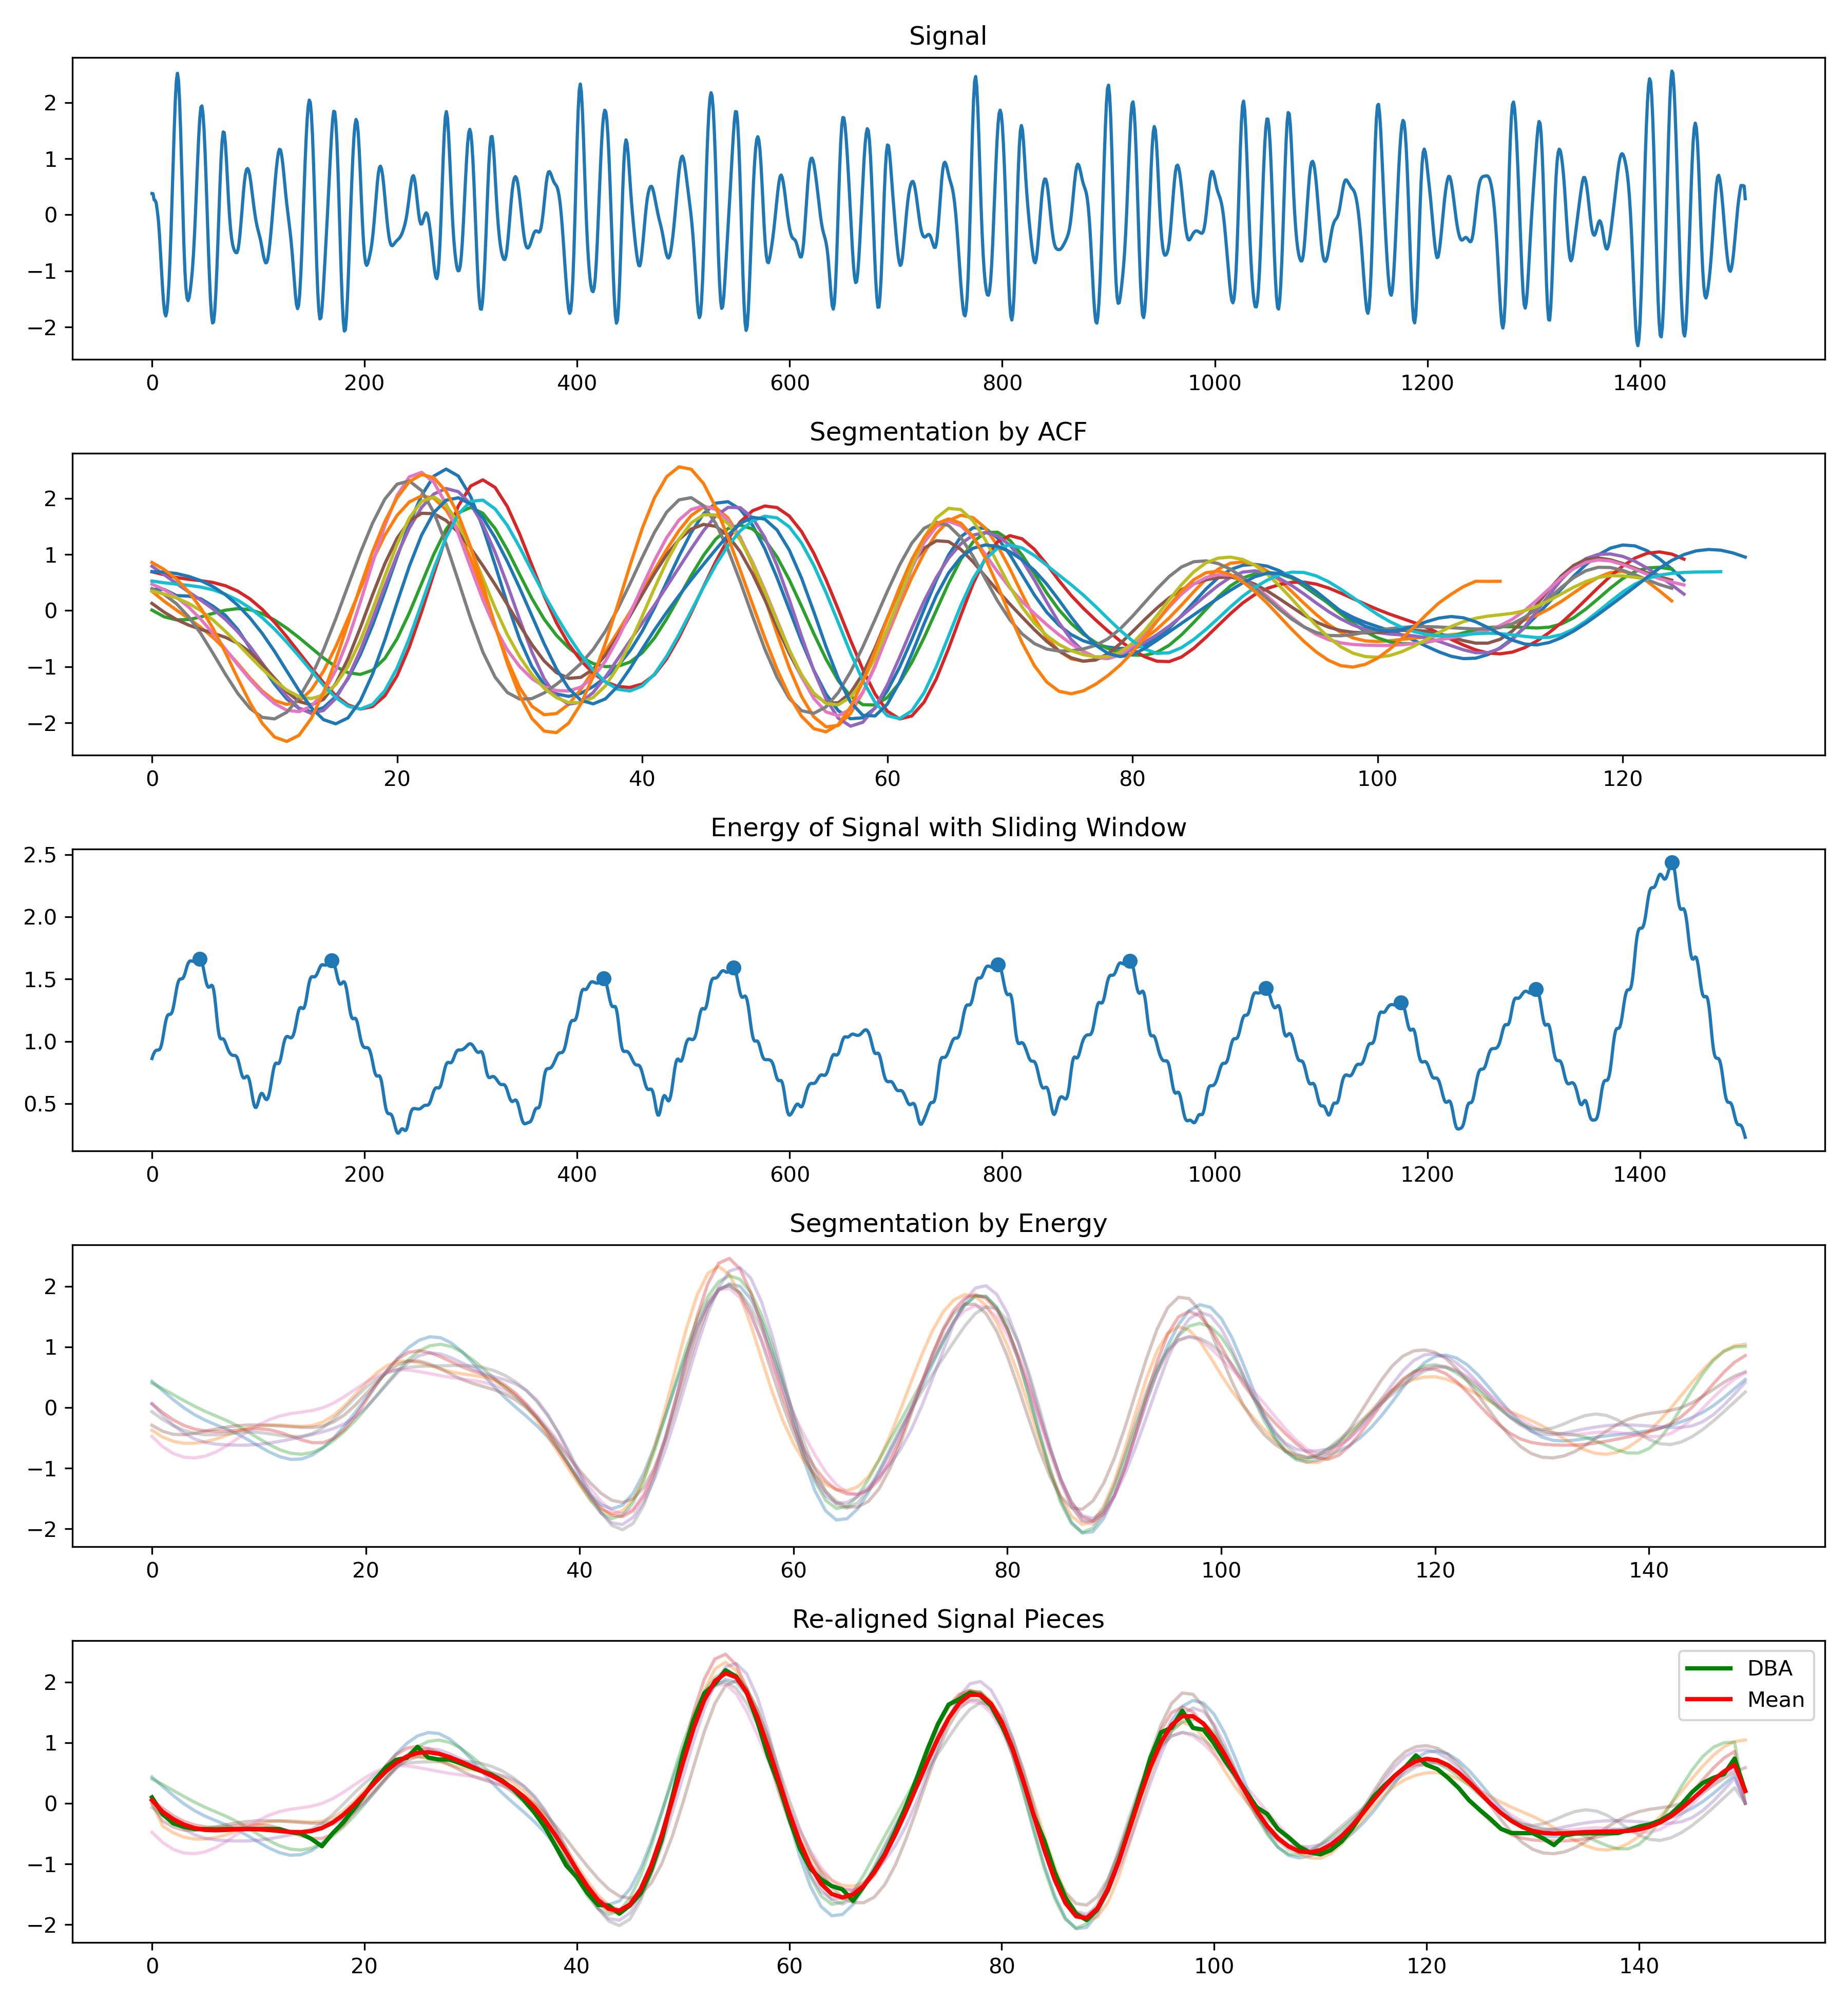 Signal
2
1
0
−1
−2
0 200 400 600 800 1000 1200 1400
Segmentation by ACF
2
1
0
−1
−2
0 20 40 60 80 100 120
Energy of Signal with Sliding Window
2.5
2.0
1.5
1.0
0.5
0 200 400 600 800 1000 1200 1400
Segmentation by Energy
2
1
0
−1
−2
0 20 40 60 80 100 120 140
Re-aligned Signal Pieces
DBA
Mean
2
1
0
−1
−2
0 20 40 60 80 100 120 140